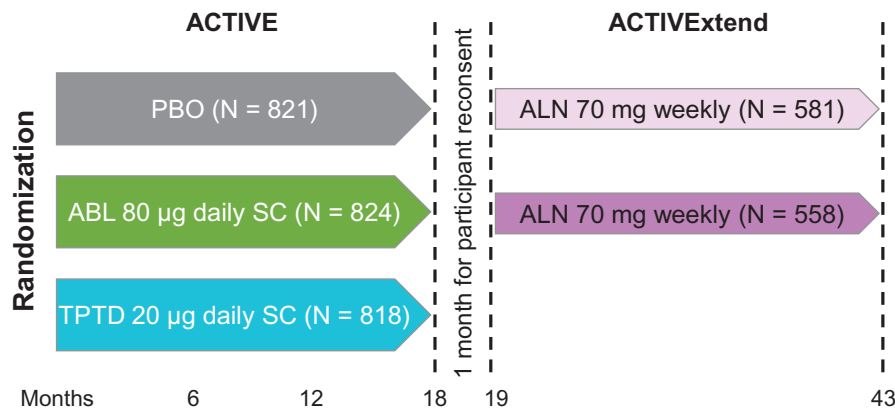 ACTIVE
ACTIVExtend
Randomization
PBO (N = 821)
ABL 80 µg daily SC (N = 824)
TPTD 20 µg daily SC (N = 818)
1 month for participant reconsent
ALN 70 mg weekly (N = 581)
ALN 70 mg weekly (N = 558)
Months 6 12 18 19 43